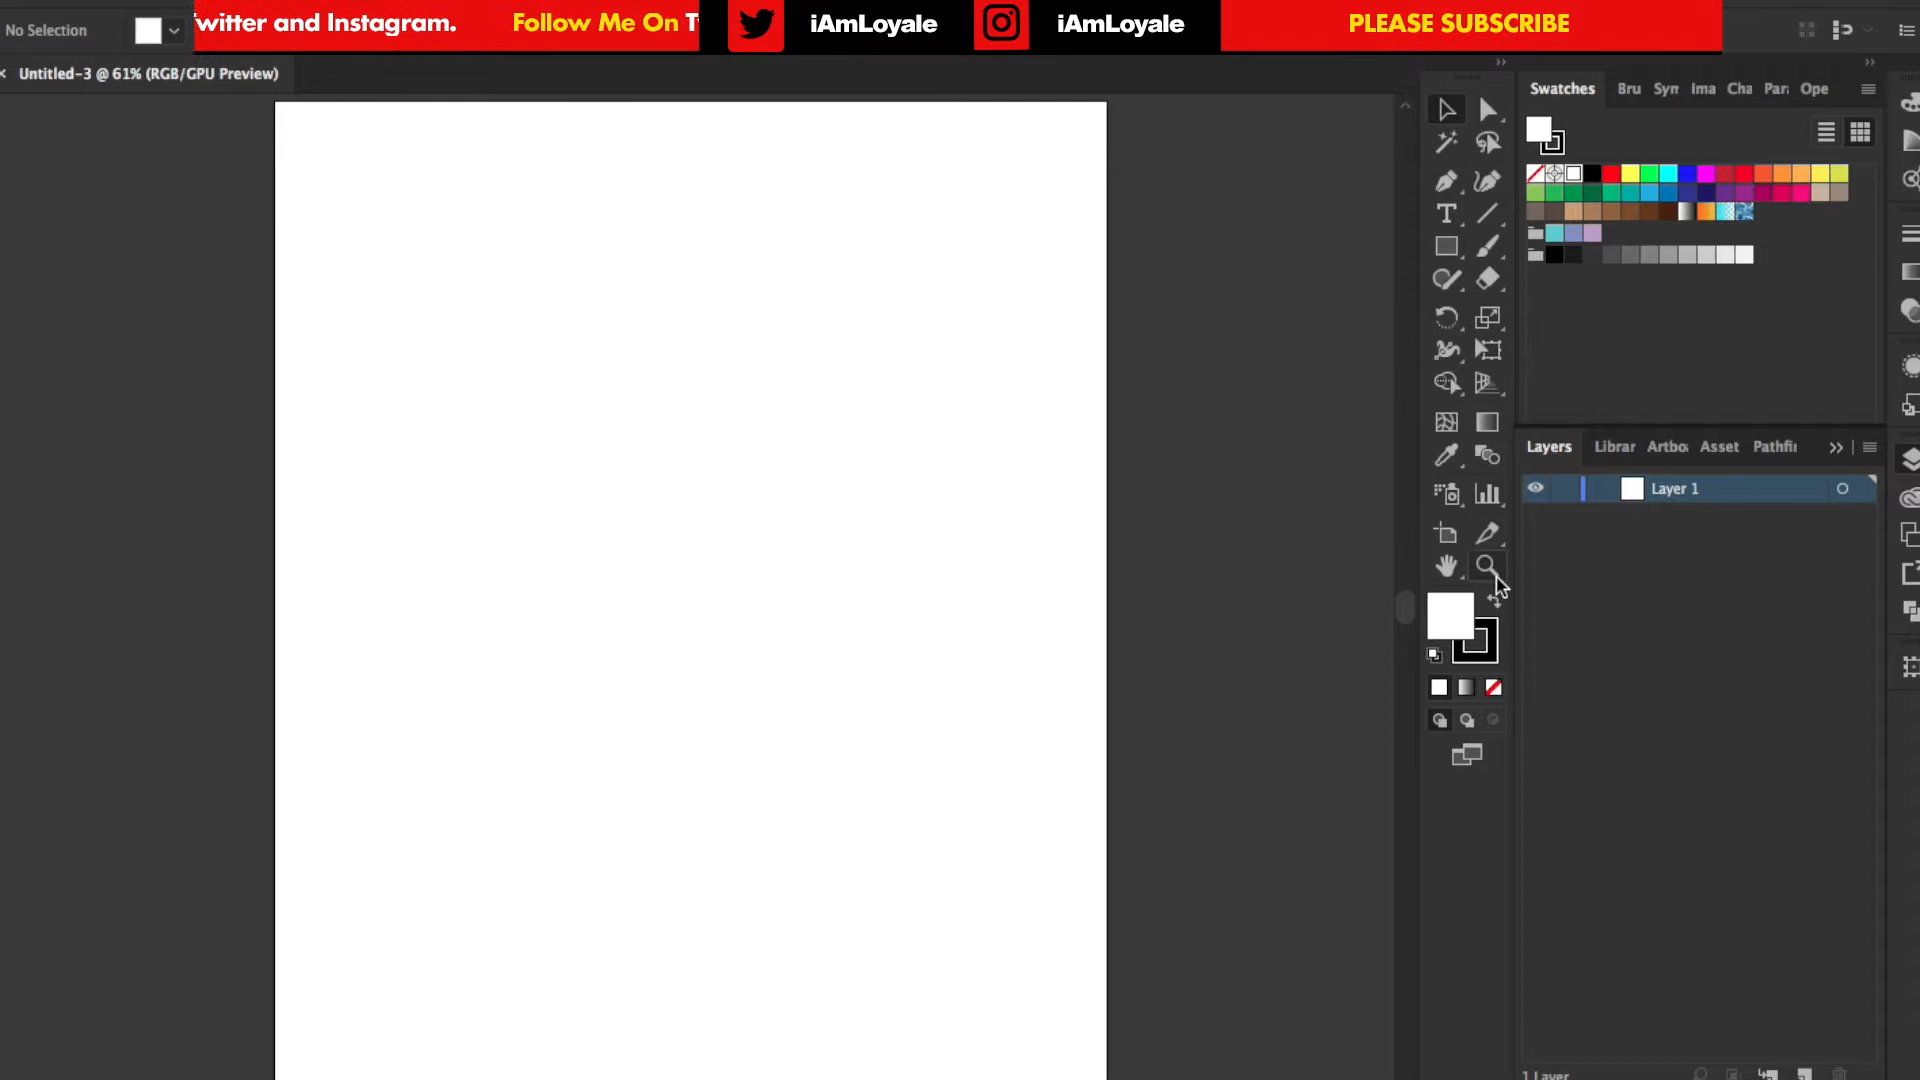 No Selection
Twitter and Instagram.
Follow Me On T
iAmLoyale
iAmLoyale
PLEASE SUBSCRIBE
× Untitled-3 @ 61% (RGB/GPU Preview)
Swatches Bru Syn Ima Cha Par Ope
Layers Librar Artbo Asset Pathfi
Layer 1
1 Layer